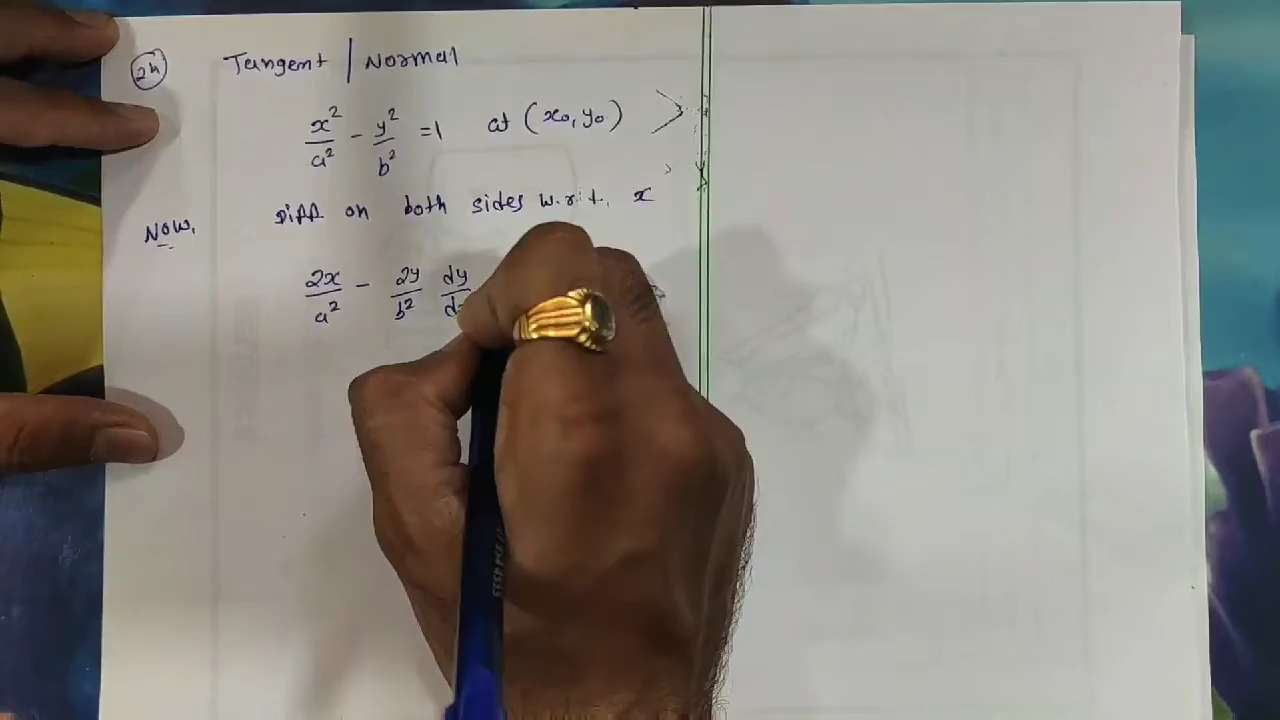 24 Tangent | Normal
x²/a² - y²/b² = 1 at (x₀, y₀) >
Now, Diff on both sides w.r.t. x
2x/a² - 2y/b² dy/d